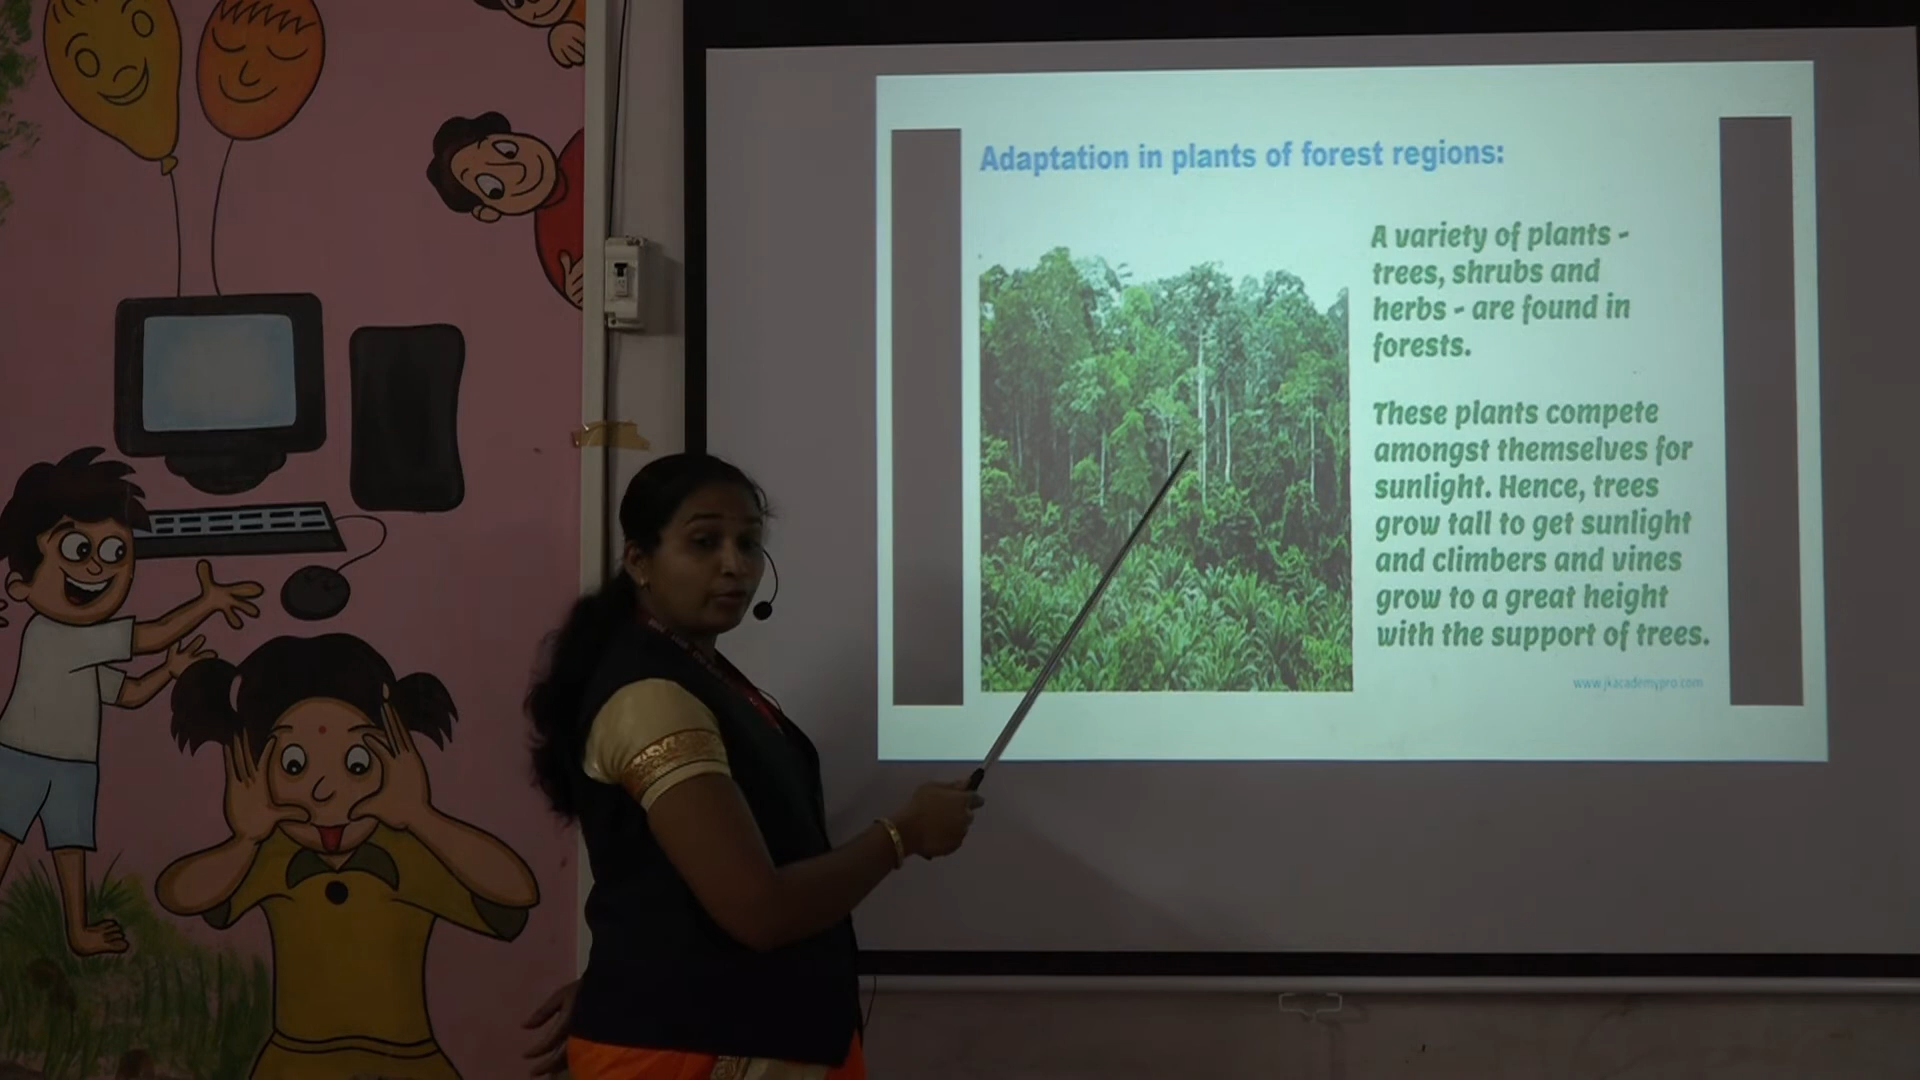 Adaptation in plants of forest regions:
A variety of plants -
trees, shrubs and
herbs - are found in
forests.
These plants compete
amongst themselves for
sunlight. Hence, trees
grow tall to get sunlight
and climbers and vines
grow to a great height
with the support of trees.
www.jkacademypro.com